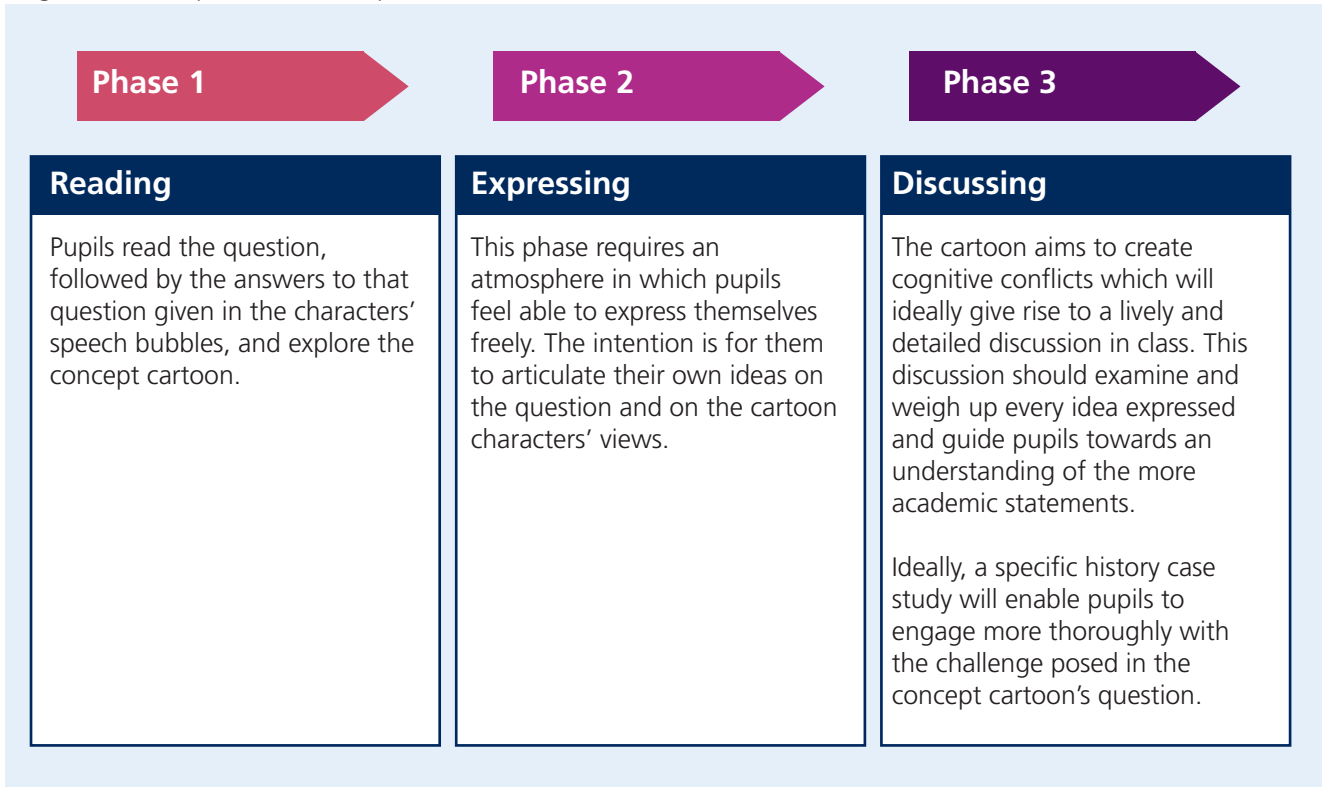 Phase 1
Phase 2
Phase 3
Reading
Pupils read the question,
followed by the answers to that
question given in the characters’
speech bubbles, and explore the
concept cartoon.
Expressing
This phase requires an
atmosphere in which pupils
feel able to express themselves
freely. The intention is for them
to articulate their own ideas on
the question and on the cartoon
characters’ views.
Discussing
The cartoon aims to create
cognitive conflicts which will
ideally give rise to a lively and
detailed discussion in class. This
discussion should examine and
weigh up every idea expressed
and guide pupils towards an
understanding of the more
academic statements.
Ideally, a specific history case
study will enable pupils to
engage more thoroughly with
the challenge posed in the
concept cartoon’s question.